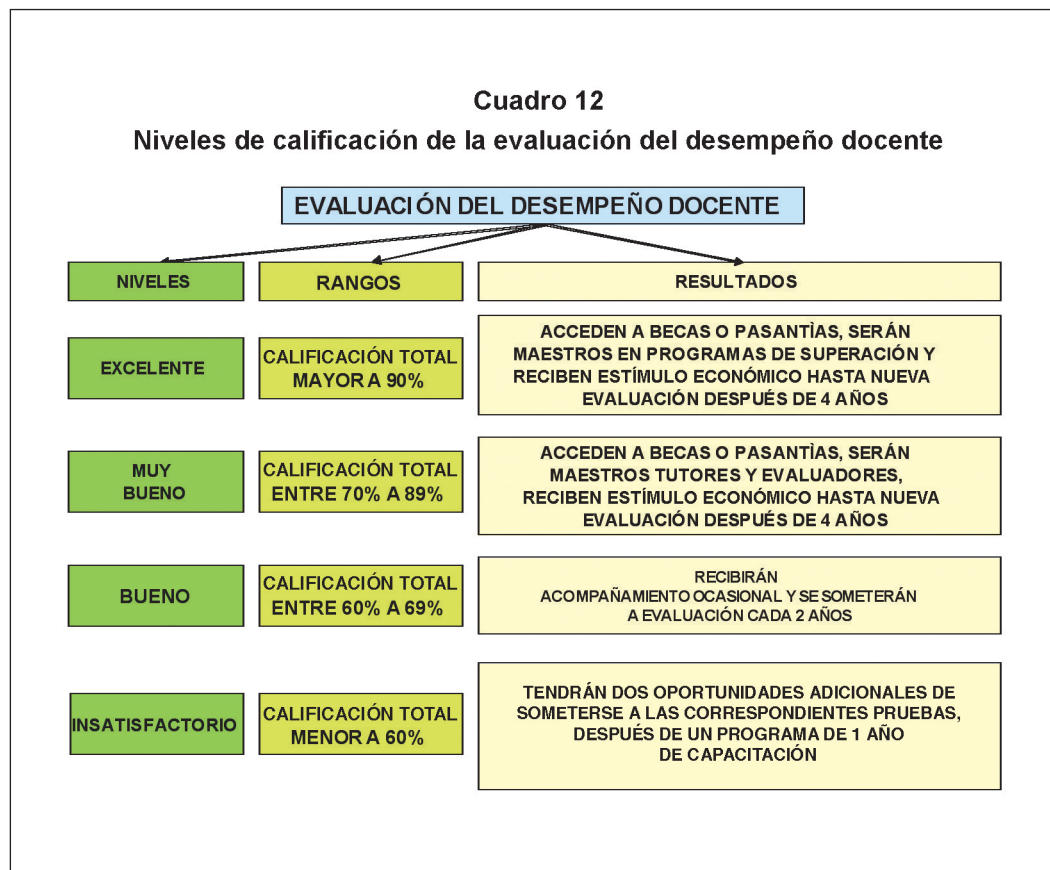 Cuadro 12
Niveles de calificación de la evaluación del desempeño docente
EVALUACIÓN DEL DESEMPEÑO DOCENTE
NIVELES
RANGOS
RESULTADOS
EXCELENTE
CALIFICACIÓN TOTAL
MAYOR A 90%
ACCEDEN A BECAS O PASANTÌAS, SERÁN
MAESTROS EN PROGRAMAS DE SUPERACIÓN Y
RECIBEN ESTÍMULO ECONÓMICO HASTA NUEVA
EVALUACIÓN DESPUÉS DE 4 AÑOS
MUY
BUENO
CALIFICACIÓN TOTAL
ENTRE 70% A 89%
ACCEDEN A BECAS O PASANTÌAS, SERÁN
MAESTROS TUTORES Y EVALUADORES,
RECIBEN ESTÍMULO ECONÓMICO HASTA NUEVA
EVALUACIÓN DESPUÉS DE 4 AÑOS
BUENO
CALIFICACIÓN TOTAL
ENTRE 60% A 69%
RECIBIRÁN
ACOMPAÑAMIENTO OCASIONAL Y SE SOMETERÁN
A EVALUACIÓN CADA 2 AÑOS
INSATISFACTORIO
CALIFICACIÓN TOTAL
MENOR A 60%
TENDRÁN DOS OPORTUNIDADES ADICIONALES DE
SOMETERSE A LAS CORRESPONDIENTES PRUEBAS,
DESPUÉS DE UN PROGRAMA DE 1 AÑO
DE CAPACITACIÓN